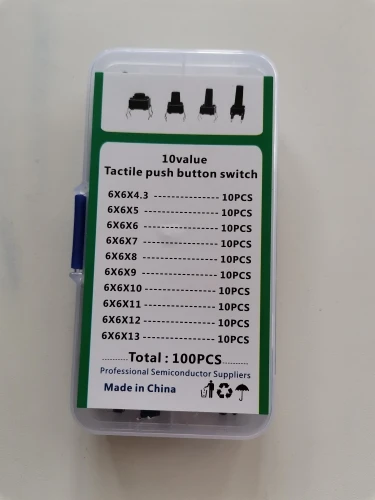 10value
Tactile push button switch
6X6X4.3 ---------------- 10PCS
6X6X5 ------------------- 10PCS
6X6X6 ------------------- 10PCS
6X6X7 ------------------- 10PCS
6X6X8 ------------------- 10PCS
6X6X9 ------------------- 10PCS
6X6X10 ----------------- 10PCS
6X6X11 ----------------- 10PCS
6X6X12 ----------------- 10PCS
6X6X13 ----------------- 10PCS
.........Total : 100PCS.........
Professional Semiconductor Suppliers
Made in China